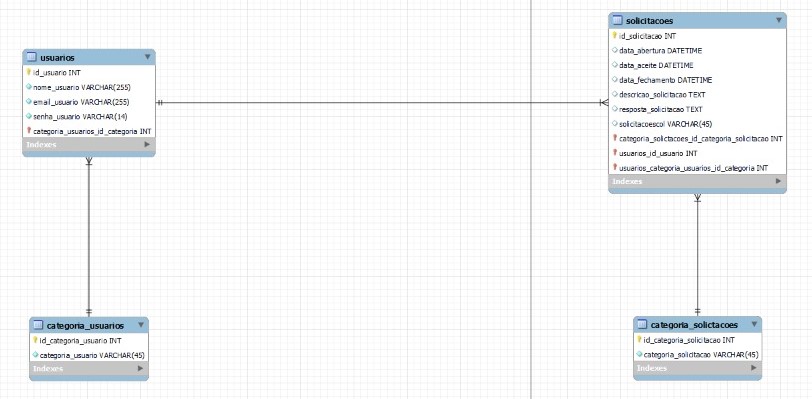 usuarios
id_usuario INT
nome_usuario VARCHAR(255)
email_usuario VARCHAR(255)
senha_usuario VARCHAR(14)
categoria_usuarios_id_categoria INT
Indexes
solicitacoes
id_solicitacao INT
data_abertura DATETIME
data_aceite DATETIME
data_fechamento DATETIME
descricao_solicitacao TEXT
resposta_solicitacao TEXT
solicitacoescol VARCHAR(45)
categoria_solictacoes_id_categoria_solicitacao INT
usuarios_id_usuario INT
usuarios_categoria_usuarios_id_categoria INT
Indexes
categoria_usuarios
id_categoria_usuario INT
categoria_usuario VARCHAR(45)
Indexes
categoria_solictacoes
id_categoria_solicitacao INT
categoria_solicitacao VARCHAR(45)
Indexes